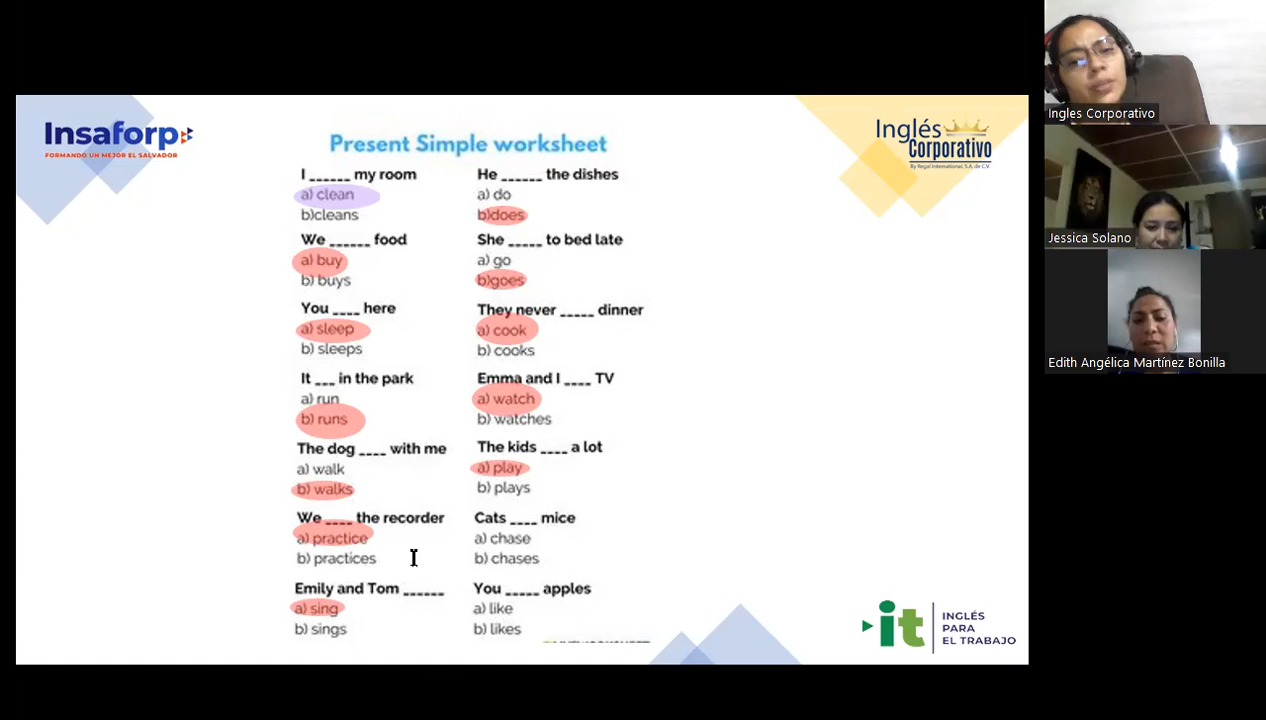 Insaforp
FORMANDO UN MEJOR EL SALVADOR
Present Simple worksheet
Inglés
Corporativo
By Regal International, S.A. de C.V.
I ______ my room
a) clean
b)cleans
We ______ food
a) buy
b) buys
You ____ here
a) sleep
b) sleeps
It ___ in the park
a) run
b) runs
The dog ____ with me
a) walk
b) walks
We ____ the recorder
a) practice
b) practices
Emily and Tom ______
a) sing
b) sings
He ______ the dishes
a) do
b)does
She _____ to bed late
a) go
b)goes
They never _____ dinner
a) cook
b) cooks
Emma and I ____ TV
a) watch
b) watches
The kids ____ a lot
a) play
b) plays
Cats ____ mice
a) chase
b) chases
You _____ apples
a) like
b) likes
it
INGLÉS
PARA
EL TRABAJO
Ingles Corporativo
Jessica Solano
Edith Angélica Martínez Bonilla